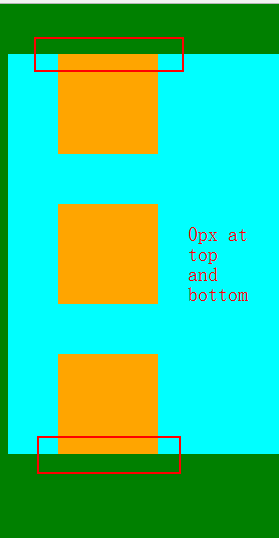 0px at
top
and
bottom